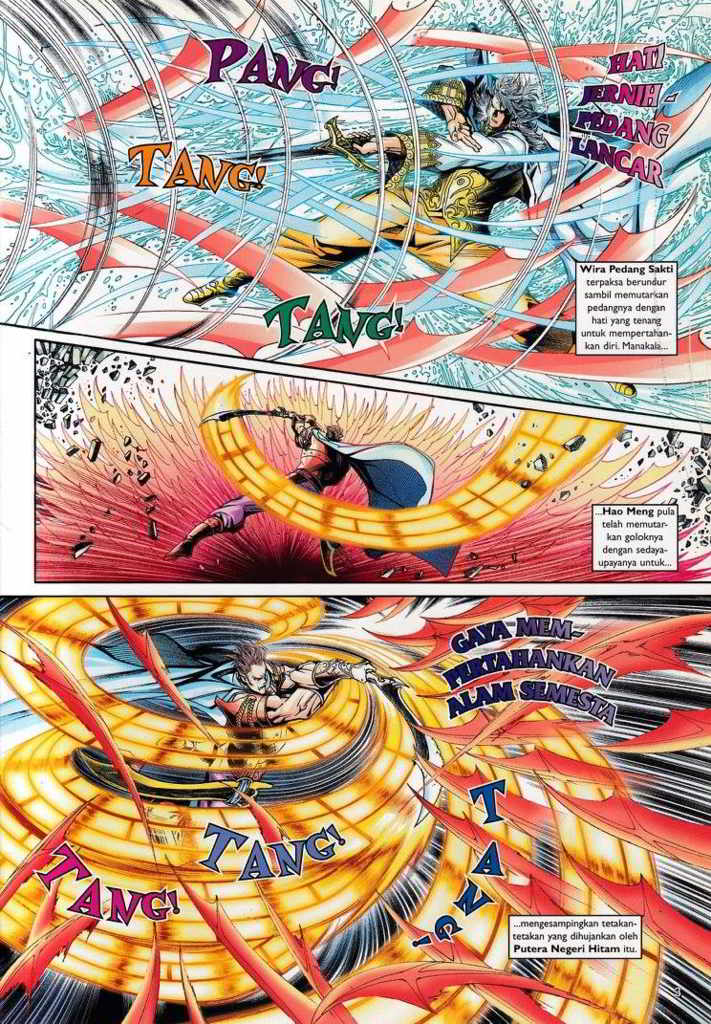 PANG!
HATI
JERNIH -
PEDANG
LANCAR
TANG!
Wira Pedang Sakti
terpaksa berundur
sambil memutarkan
pedangnya dengan
hati yang tenang
untuk mempertahan-
kan diri. Manakala...
TANG!
...Hao Meng pula
telah memutar-
kan goloknya
dengan sedaya-
upayanya untuk...
GAYA MEM-
PERTAHANKAN
ALAM SEMESTA
TANG!
TANG!
TANG!
...mengesampingkan tetakan-
tetakan yang dihujankan oleh
Putera Negeri Hitam itu.
3